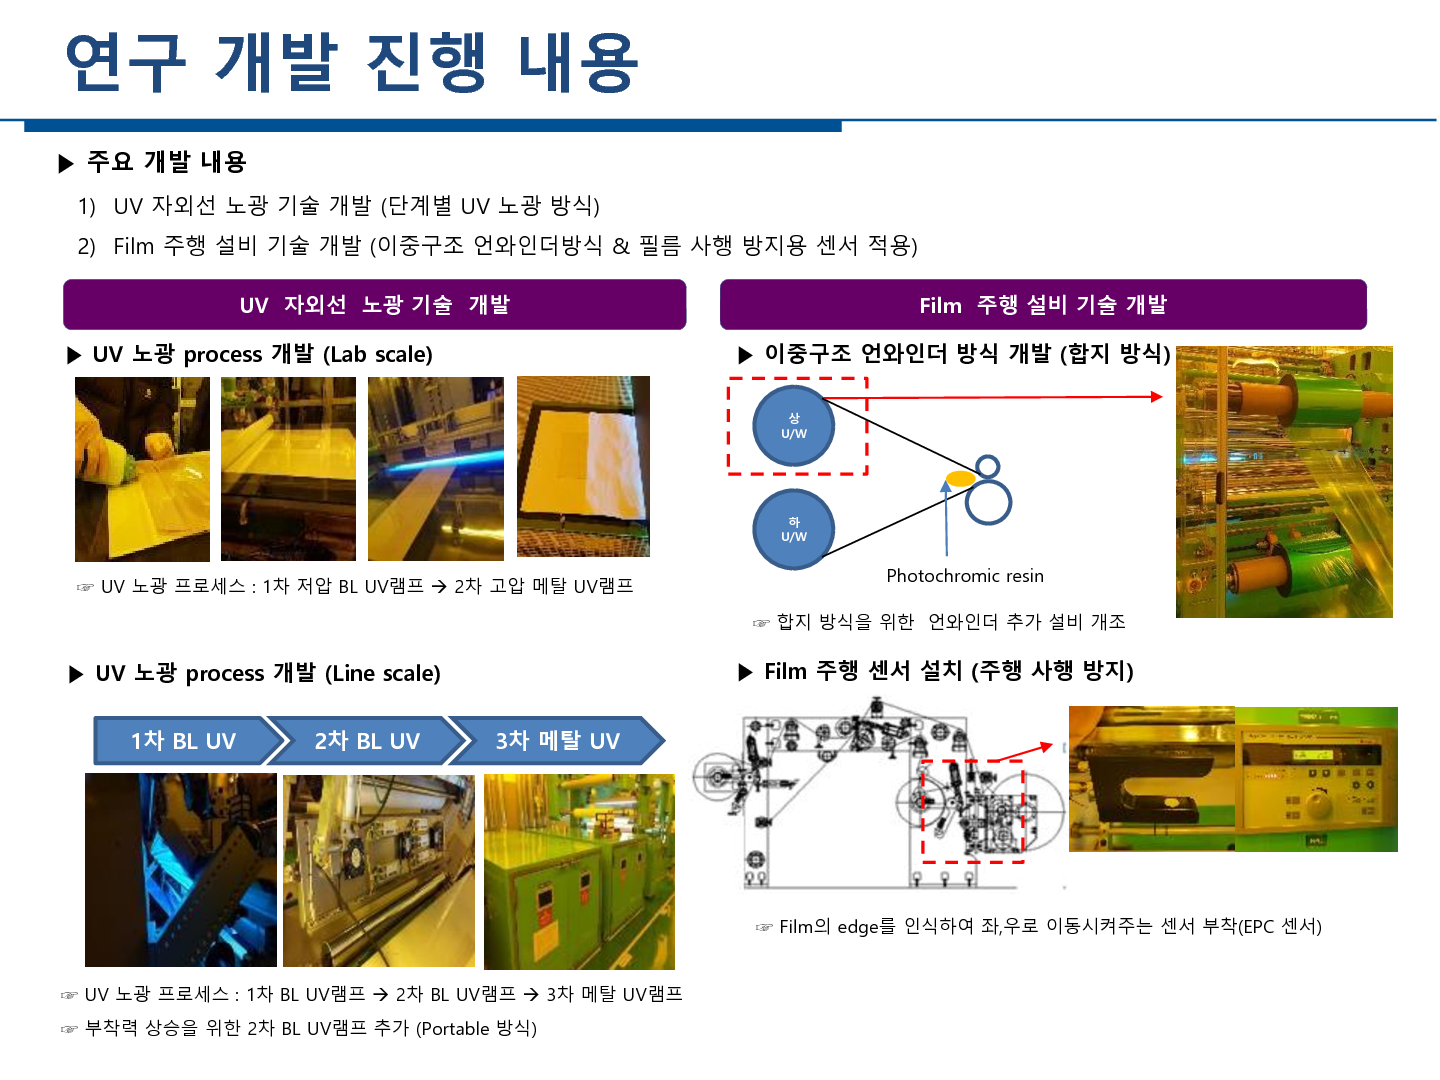 연구 개발 진행 내용
▶ 주요 개발 내용
1) UV 자외선 노광 기술 개발 (단계별 UV 노광 방식)
2) Film 주행 설비 기술 개발 (이중구조 언와인더방식 & 필름 사행 방지용 센서 적용)
UV 자외선 노광 기술 개발
▶ UV 노광 process 개발 (Lab scale)
☞ UV 노광 프로세스 : 1차 저압 BL UV램프 → 2차 고압 메탈 UV램프
▶ UV 노광 process 개발 (Line scale)
1차 BL UV
2차 BL UV
3차 메탈 UV
☞ UV 노광 프로세스 : 1차 BL UV램프 → 2차 BL UV램프 → 3차 메탈 UV램프
☞ 부착력 상승을 위한 2차 BL UV램프 추가 (Portable 방식)
Film 주행 설비 기술 개발
▶ 이중구조 언와인더 방식 개발 (합지 방식)
상
U/W
하
U/W
Photochromic resin
☞ 합지 방식을 위한 언와인더 추가 설비 개조
▶ Film 주행 센서 설치 (주행 사행 방지)
☞ Film의 edge를 인식하여 좌,우로 이동시켜주는 센서 부착(EPC 센서)